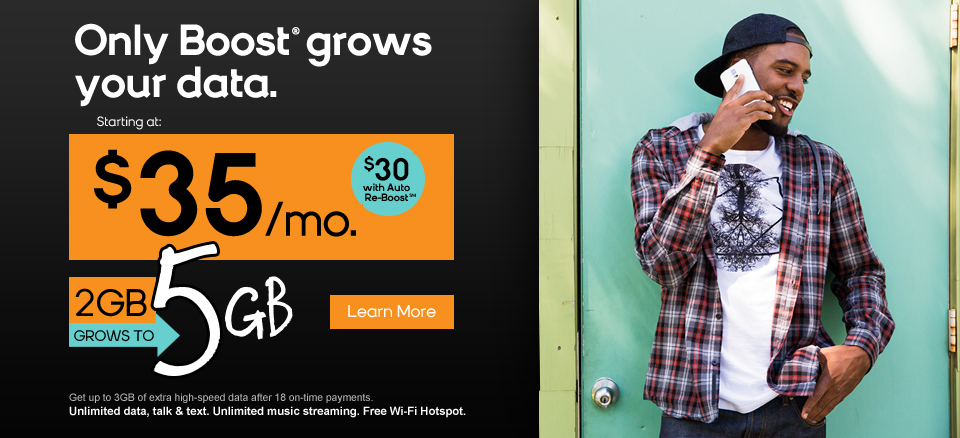 Only Boost® grows
your data.
Starting at:
$35/mo.
$30
with Auto
Re-Boost℠
2GB
GROWS TO
5GB
Learn More
Get up to 3GB of extra high-speed data after 18 on-time payments.
Unlimited data, talk & text. Unlimited music streaming. Free Wi-Fi Hotspot.